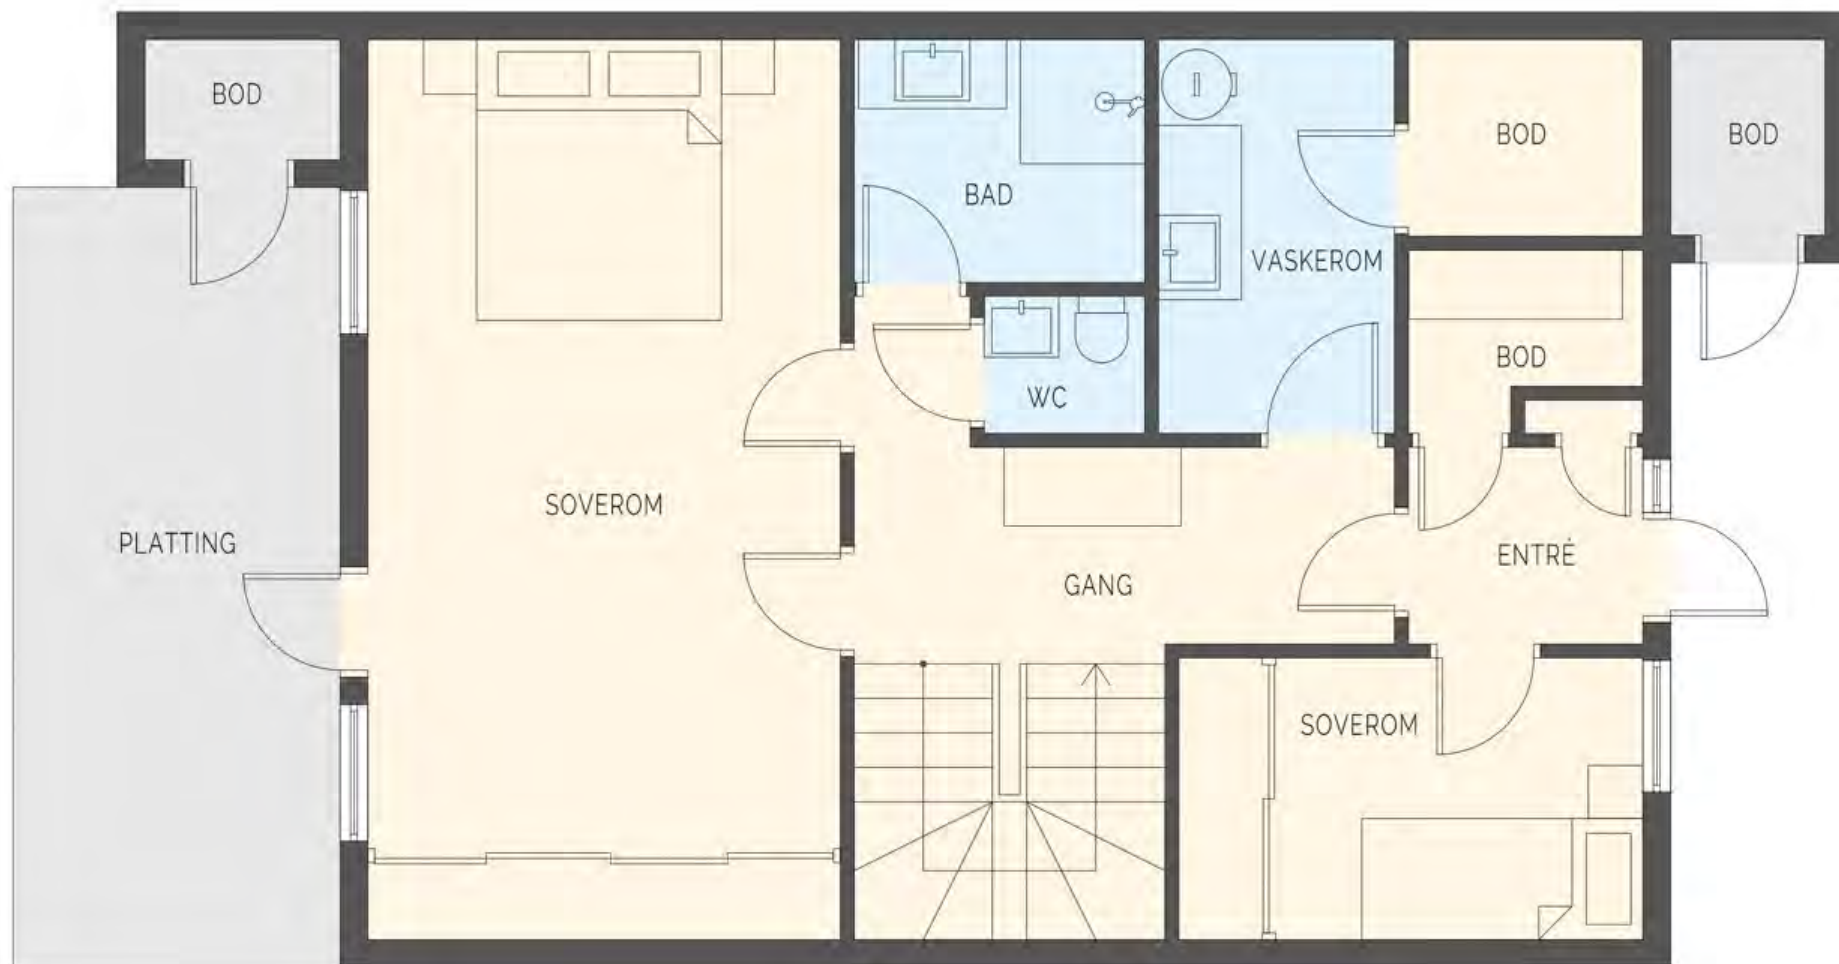 BOD
BOD
BOD
BAD
VASKEROM
BOD
WC
SOVEROM
PLATTING
ENTRÉ
GANG
SOVEROM